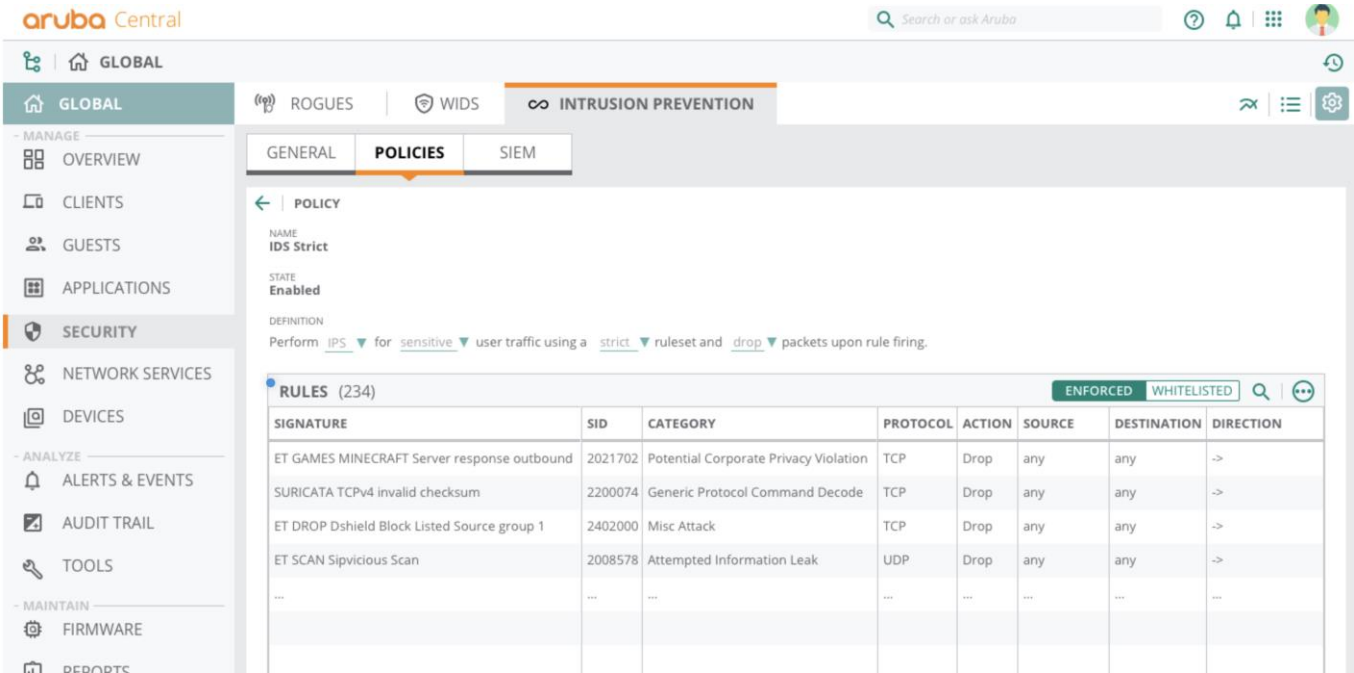 aruba Central
Search or ask Aruba
GLOBAL
GLOBAL
ROGUES
WIDS
INTRUSION PREVENTION
MANAGE
OVERVIEW
CLIENTS
GUESTS
APPLICATIONS
SECURITY
NETWORK SERVICES
DEVICES
ANALYZE
ALERTS & EVENTS
AUDIT TRAIL
TOOLS
MAINTAIN
FIRMWARE
REPORTS
GENERAL POLICIES SIEM
POLICY
NAME
IDS Strict
STATE
Enabled
DEFINITION
Perform IPS for sensitive user traffic using a strict ruleset and drop packets upon rule firing.
RULES (234) ENFORCED WHITELISTED
SIGNATURE SID CATEGORY PROTOCOL ACTION SOURCE DESTINATION DIRECTION
ET GAMES MINECRAFT Server response outbound 2021702 Potential Corporate Privacy Violation TCP Drop any any ->
SURICATA TCPv4 invalid checksum 2200074 Generic Protocol Command Decode TCP Drop any any ->
ET DROP Dshield Block Listed Source group 1 2402000 Misc Attack TCP Drop any any ->
ET SCAN Sipvicious Scan 2008578 Attempted Information Leak UDP Drop any any ->
... ... ... ... ... ... ... ...